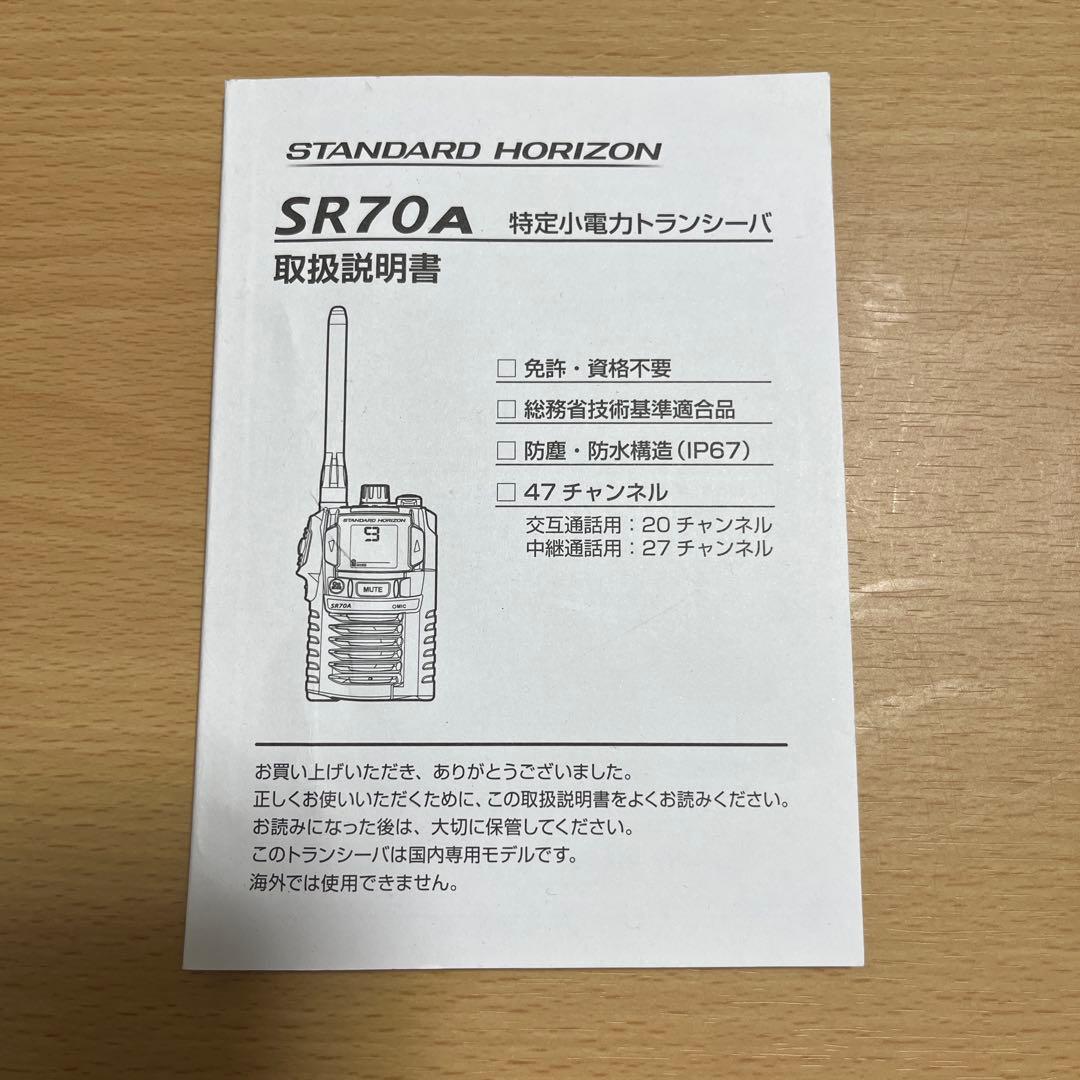 STANDARD HORIZON
SR70A 特定小電力トランシーバ
取扱説明書
□ 免許・資格不要
□ 総務省技術基準適合品
□ 防塵・防水構造(IP67)
□ 47 チャンネル
交互通話用：20 チャンネル
中継通話用：27 チャンネル
STANDARD HORIZON
MUTE
SR70A
MIC
お買い上げいただき、ありがとうございました。
正しくお使いいただくために、この取扱説明書をよくお読みください。
お読みになった後は、大切に保管してください。
このトランシーバは国内専用モデルです。
海外では使用できません。